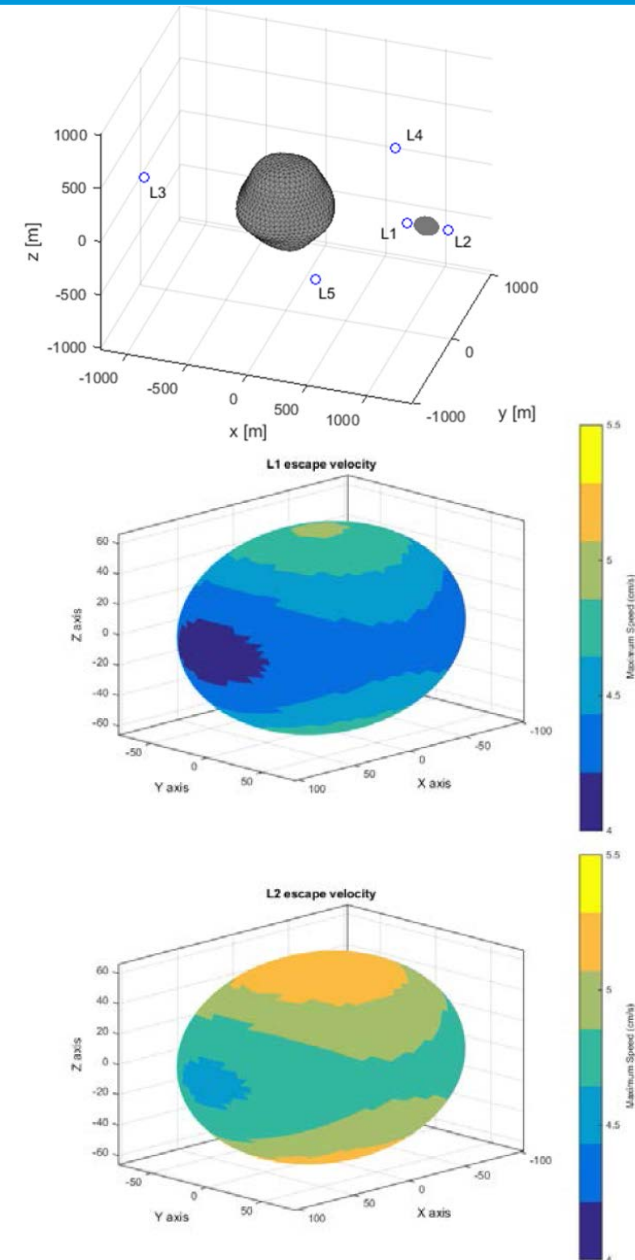 1000
500
0
-500
-1000
z [m]
L3
L4
L1
L2
L5
-1000
-500
0
500
1000
x [m]
1000
0
-1000
y [m]
L1 escape velocity
60
40
20
0
-20
-40
-60
Z axis
-50
0
50
Y axis
100
50
0
-50
-100
X axis
5.5
5
4.5
4
Maximum Speed (cm/s)
L2 escape velocity
60
40
20
0
-20
-40
-60
Z axis
-50
0
50
Y axis
100
50
0
-50
-100
X axis
5.5
5
4.5
4
Maximum Speed (cm/s)